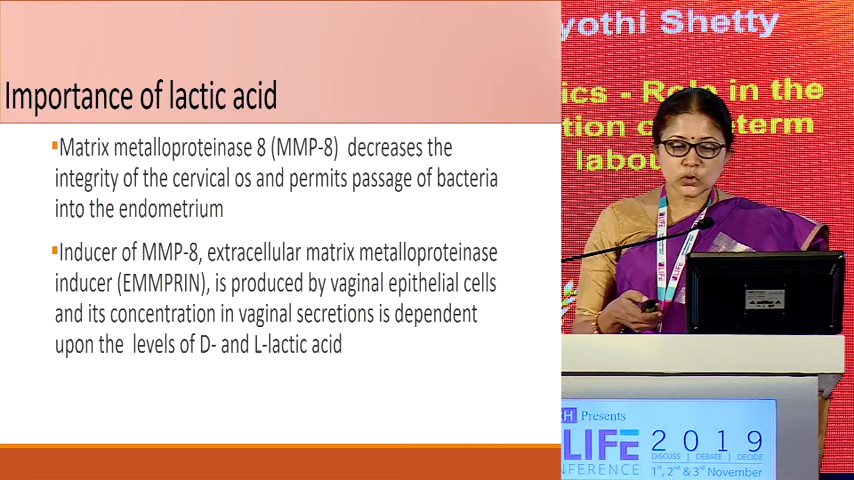 Importance of lactic acid
▪Matrix metalloproteinase 8 (MMP-8) decreases the
integrity of the cervical os and permits passage of bacteria
into the endometrium
▪Inducer of MMP-8, extracellular matrix metalloproteinase
inducer (EMMPRIN), is produced by vaginal epithelial cells
and its concentration in vaginal secretions is dependent
upon the levels of D- and L-lactic acid
yothi Shetty
ics - Role in the
tion of
term
labou
RH Presents
LIFE 2019
DISCUSS | DEBATE | DECIDE
ONFERENCE 1st, 2nd & 3rd November